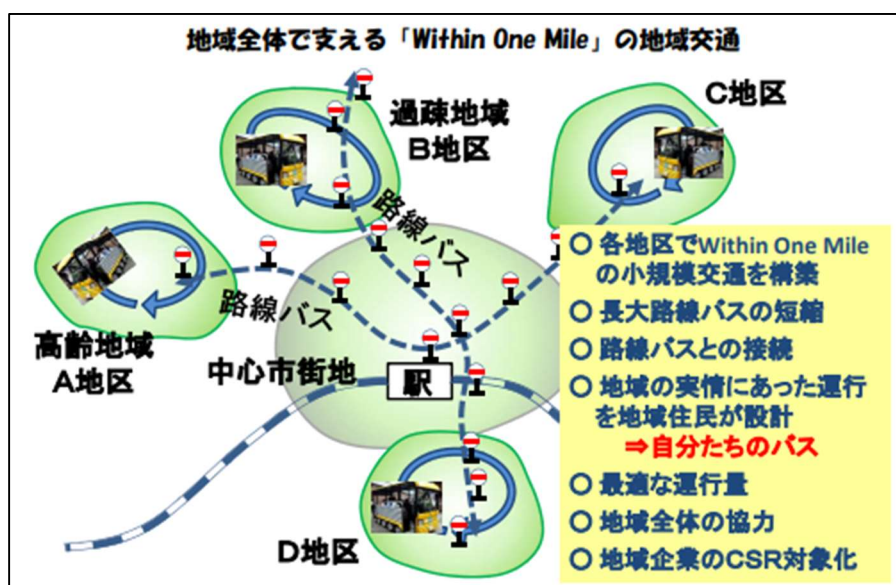 地域全体で支える「Within One Mile」の地域交通
過疎地域
B地区
C地区
路線バス
路線バス
高齢地域
A地区
中心市街地
駅
D地区
○ 各地区でWithin One Mile
の小規模交通を構築
○ 長大路線バスの短縮
○ 路線バスとの接続
○ 地域の実情にあった運行
を地域住民が設計
⇒自分たちのバス
○ 最適な運行量
○ 地域全体の協力
○ 地域企業のCSR対象化